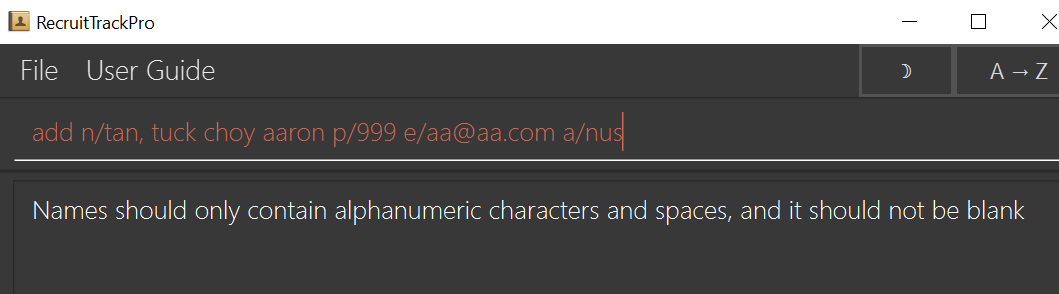 RecruitTrackPro
File User Guide A → Z
add n/tan, tuck choy aaron p/999 e/aa@aa.com a/nus
Names should only contain alphanumeric characters and spaces, and it should not be blank